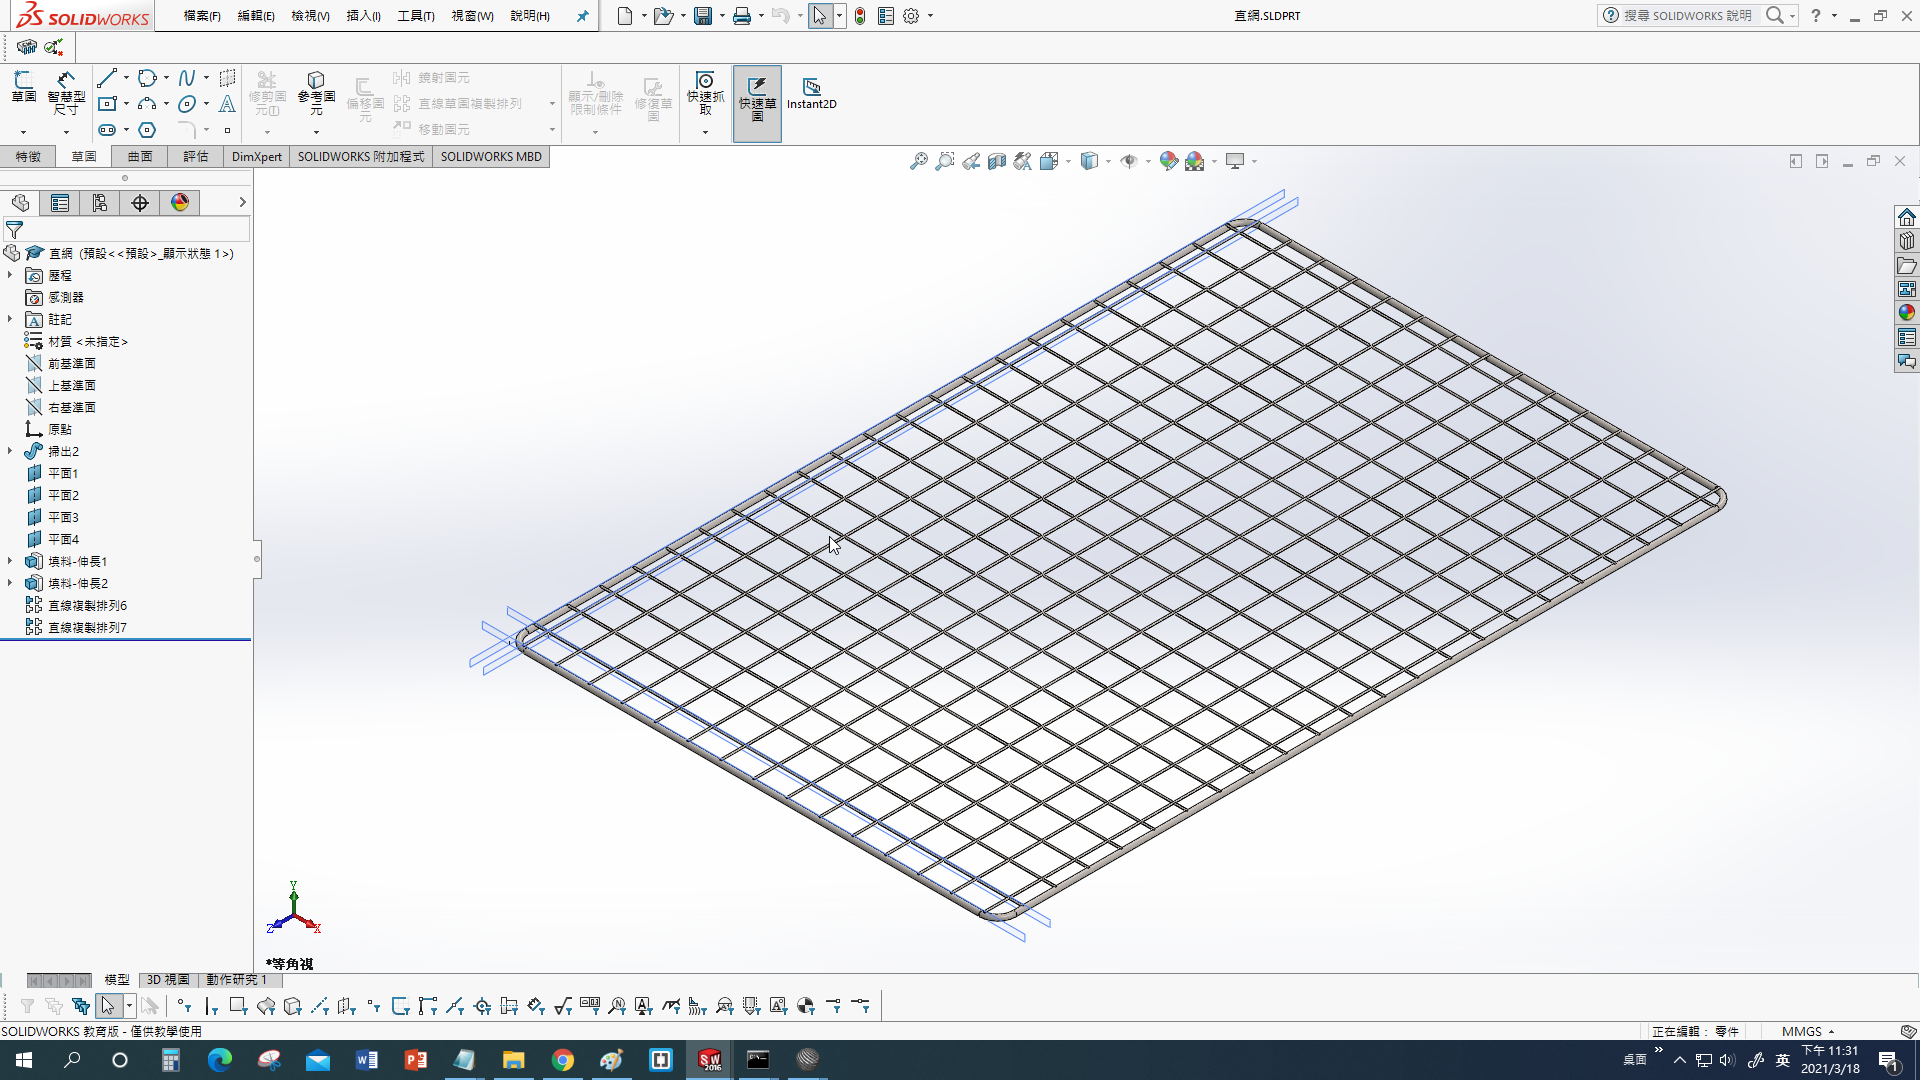 SOLIDWORKS
檔案(F) 編輯(E) 檢視(V) 插入(I) 工具(T) 視窗(W) 說明(H)
直網.SLDPRT
搜尋 SOLIDWORKS 說明
草圖
智慧型尺寸
修剪圖元(I)
參考圖元
偏移圖元
鏡射圖元
直線草圖複製排列
移動圖元
顯示/刪除限制條件
修復草圖
快速抓取
快速草圖
Instant2D
特徵 草圖 曲面 評估 DimXpert SOLIDWORKS 附加程式 SOLIDWORKS MBD
直網 (預設<<預設>_顯示狀態 1>)
歷程
感測器
註記
材質 <未指定>
前基準面
上基準面
右基準面
原點
掃出2
平面1
平面2
平面3
平面4
填料-伸長1
填料-伸長2
直線複製排列6
直線複製排列7
Y
Z
X
*等角視
模型 3D 視圖 動作研究 1
SOLIDWORKS 教育版 - 僅供教學使用
正在編輯： 零件
MMGS
桌面
英
下午 11:31
2021/3/18
1